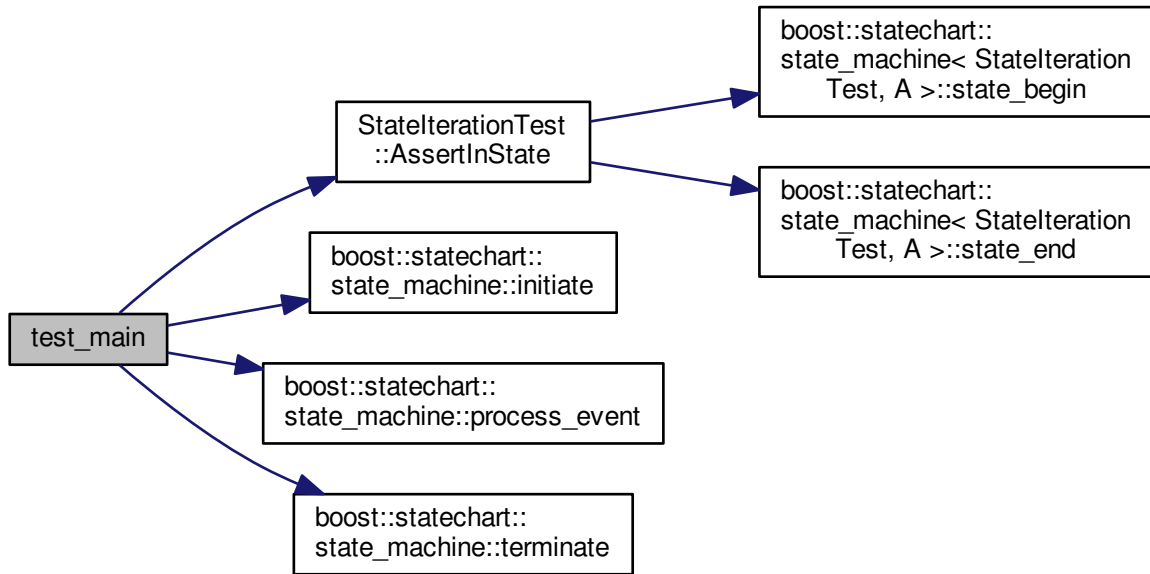 test_main
StateIterationTest
::AssertInState
boost::statechart::
state_machine< StateIteration
Test, A >::state_begin
boost::statechart::
state_machine< StateIteration
Test, A >::state_end
boost::statechart::
state_machine::initiate
boost::statechart::
state_machine::process_event
boost::statechart::
state_machine::terminate